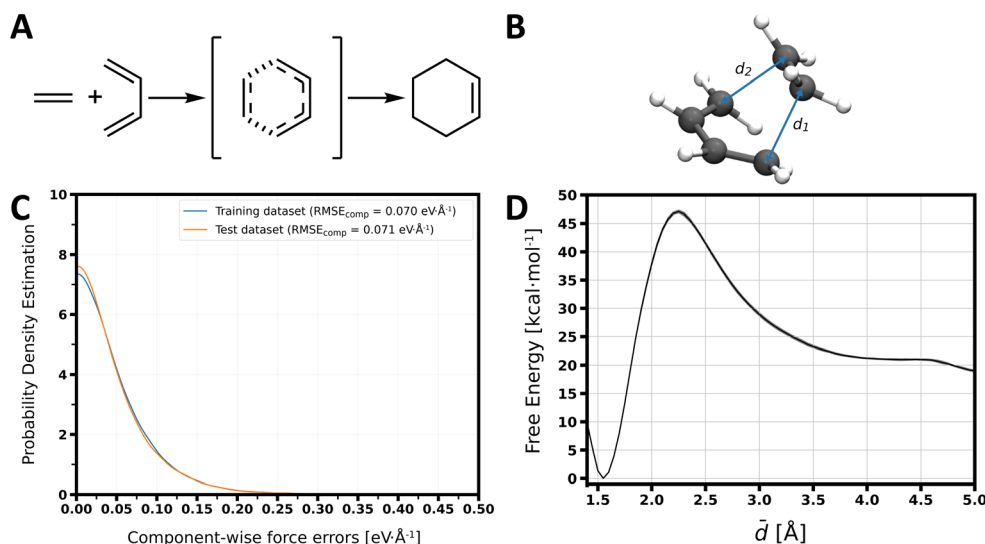 A
+
B
d2
d1
C
Probability Density Estimation
10
8
6
4
2
0
Training dataset (RMSEcomp = 0.070 eV·Å-1)
Test dataset (RMSEcomp = 0.071 eV·Å-1)
0.00 0.05 0.10 0.15 0.20 0.25 0.30 0.35 0.40 0.45 0.50
Component-wise force errors [eV·Å-1]
D
Free Energy [kcal·mol-1]
50
45
40
35
30
25
20
15
10
5
0
1.5 2.0 2.5 3.0 3.5 4.0 4.5 5.0
d̄ [Å]